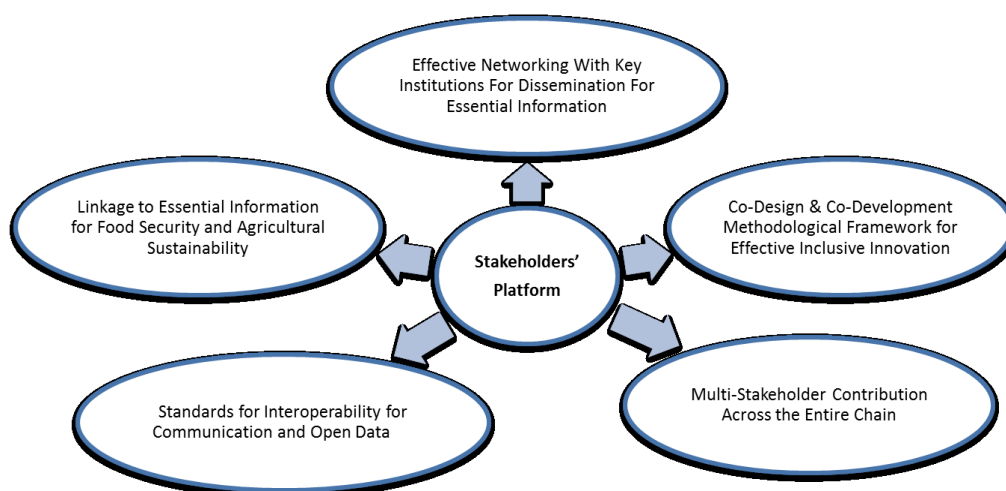 Effective Networking With Key
Institutions For Dissemination For
Essential Information
Linkage to Essential Information
for Food Security and Agricultural
Sustainability
Co-Design & Co-Development
Methodological Framework for
Effective Inclusive Innovation
Stakeholders’
Platform
Standards for Interoperability for
Communication and Open Data
Multi-Stakeholder Contribution
Across the Entire Chain